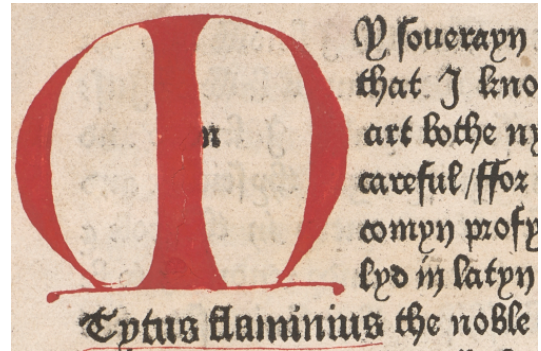 M
m
y souerayn
that I kno
art bothe ny
careful/ffor
comyn profy
lyd in latyn
Tytus flaminius the noble